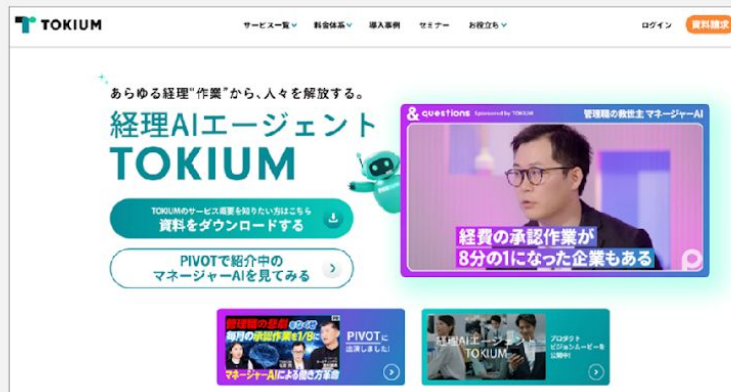 TOKIUM
サービス一覧 料金体系 導入事例 セミナー お役立ち ログイン 資料請求
あらゆる経理“作業”から、人々を解放する。
経理AIエージェント
TOKIUM
TOKIUMのサービス概要を知りたい方はこちら
資料をダウンロードする
PIVOTで紹介中の
マネージャーAIを見てみる
& questions Sponsored by TOKIUM 管理職の救世主 マネージャーAI
経費の承認作業が
8分の1になった企業もある
管理職の悲劇をなくせ
毎月の承認作業を1/8に
マネージャーAIによる働き方革命
PIVOTに
出演しました!
経理AIエージェント
TOKIUM
プロダクト
ビジョンムービーを
公開中!